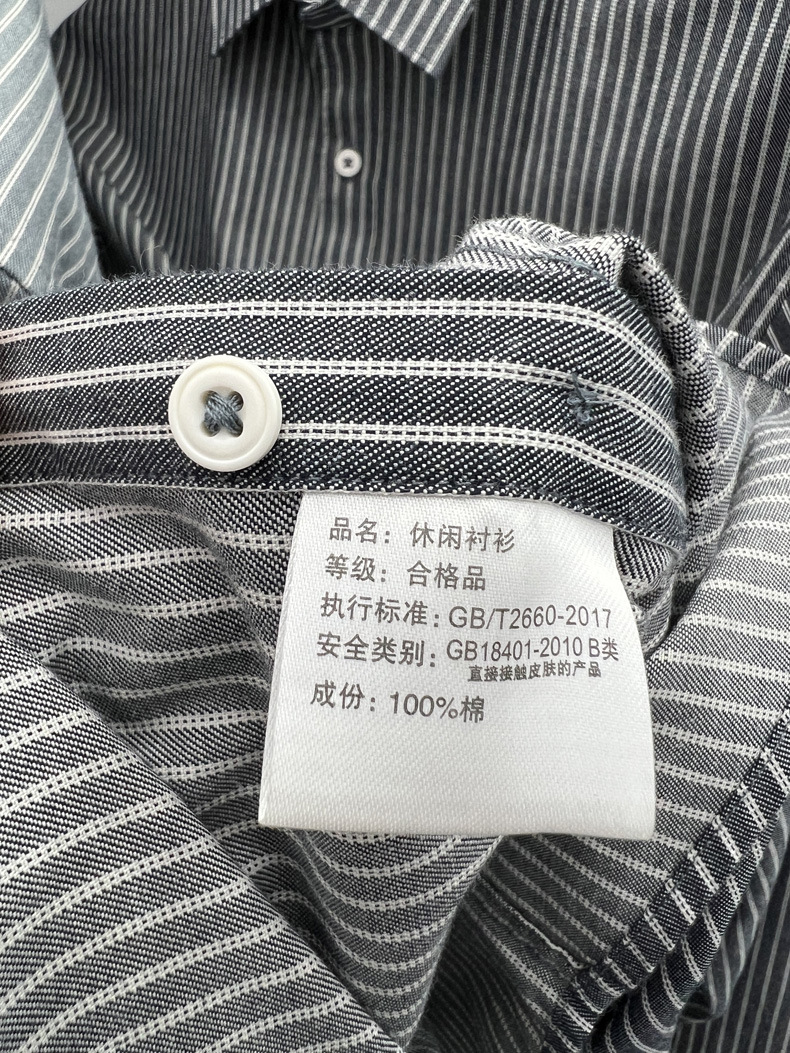 品名：休闲衬衫
等级：合格品
执行标准：GB/T2660-2017
安全类别：GB18401-2010 B类
直接接触皮肤的产品
成份：100%棉